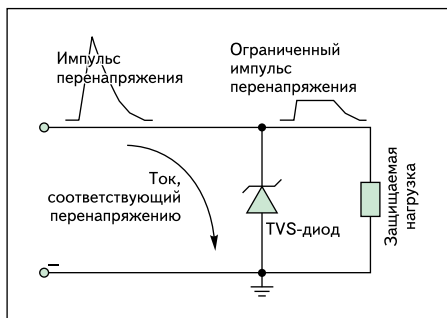 Импульс
перенапряжения
Ограниченный
импульс
перенапряжения
Ток,
соответствующий
перенапряжению
TVS-диод
Защищаемая
нагрузка
–